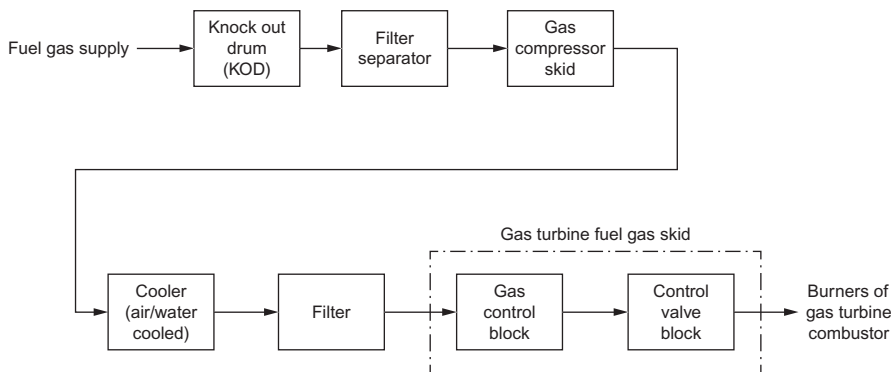 Fuel gas supply
Knock out
drum
(KOD)
Filter
separator
Gas
compressor
skid
Gas turbine fuel gas skid
Cooler
(air/water
cooled)
Filter
Gas
control
block
Control
valve
block
Burners of
gas turbine
combustor